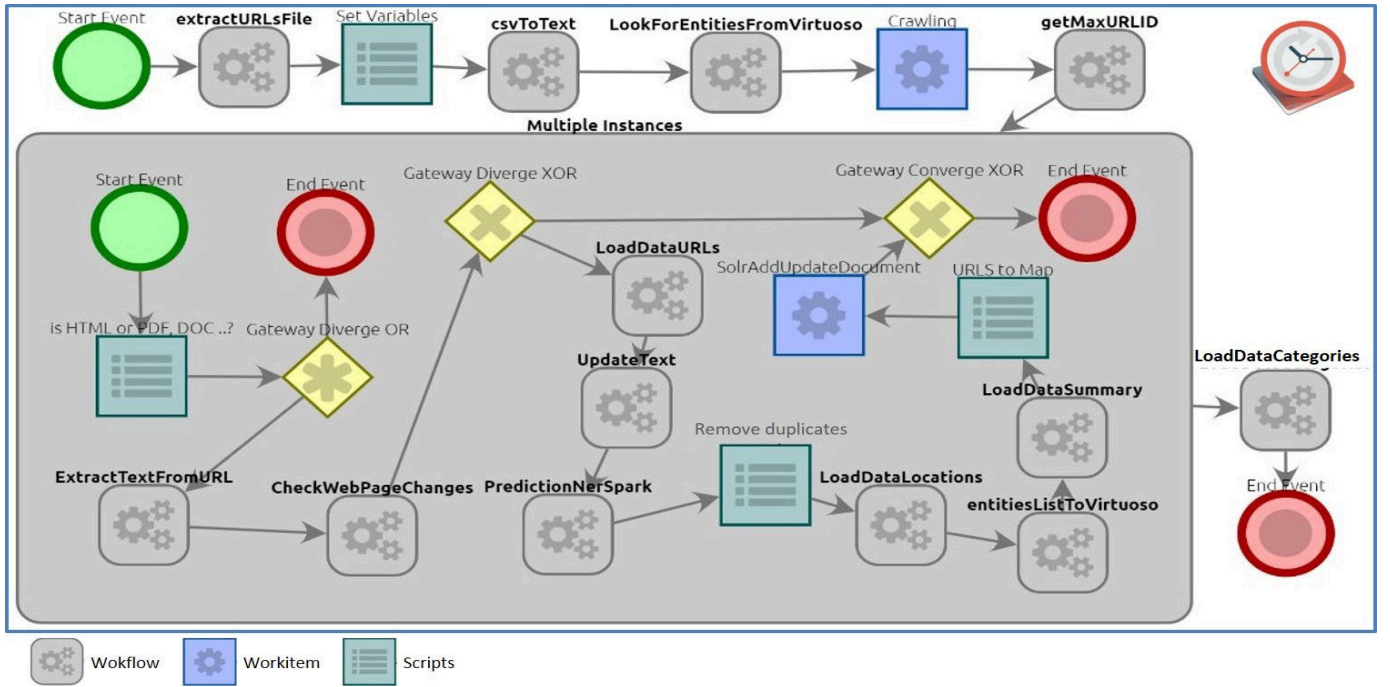 Start Event
extractURLsFile
Set Variables
csvToText
LookForEntitiesFromVirtuoso
Crawling
getMaxURLID
Multiple Instances
Start Event
End Event
Gateway Diverge XOR
Gateway Converge XOR
End Event
LoadDataURLs
SolrAddUpdateDocument
URLS to Map
is HTML or PDF, DOC ..?
Gateway Diverge OR
UpdateText
LoadDataCategories
LoadDataSummary
Remove duplicates
ExtractTextFromURL
CheckWebPageChanges
PredictionNerSpark
LoadDataLocations
entitiesListToVirtuoso
End Event
Wokflow
Workitem
Scripts